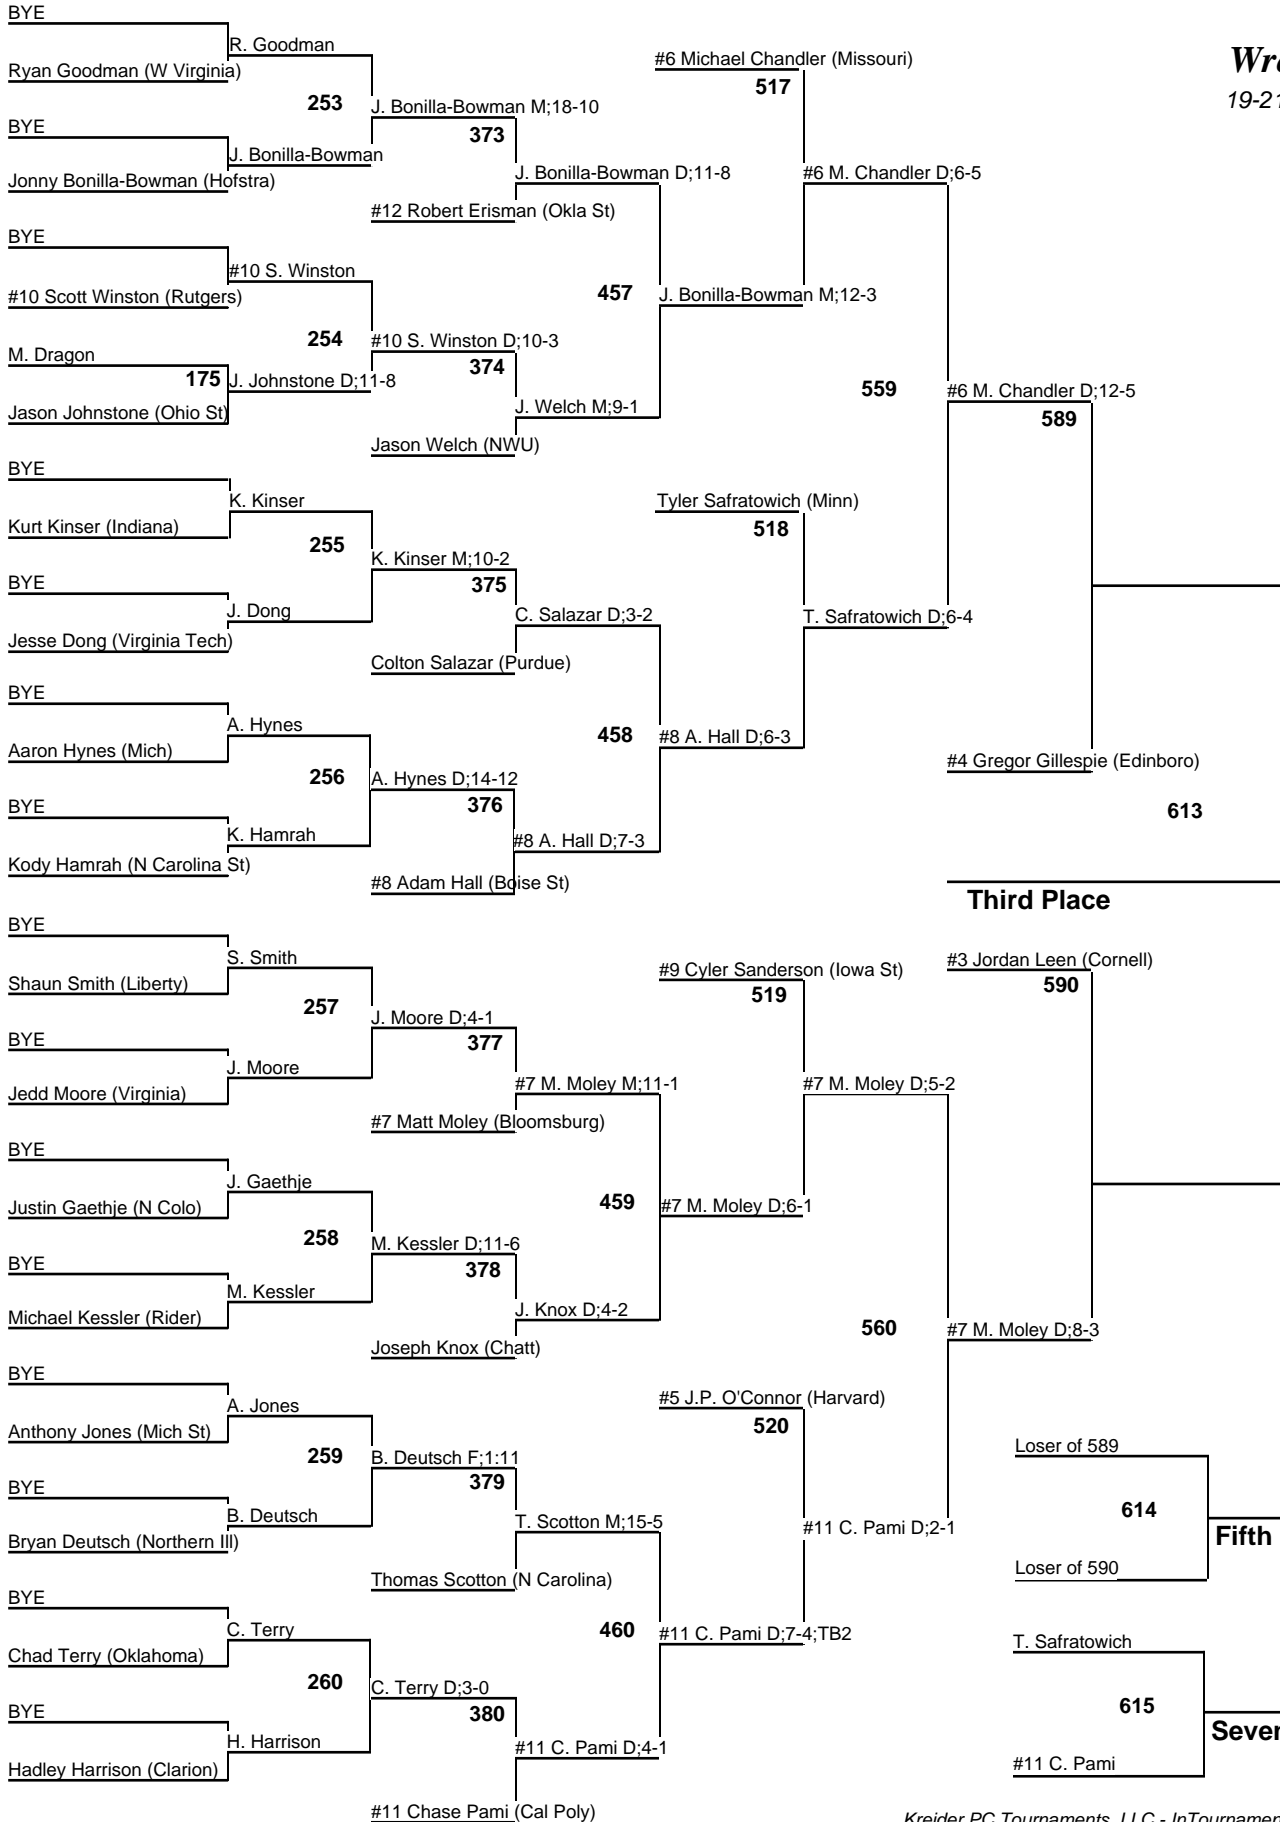 BYE
R. Goodman
Ryan Goodman (W Virginia)
253
J. Bonilla-Bowman M;18-10
BYE
373
J. Bonilla-Bowman
Jonny Bonilla-Bowman (Hofstra)
J. Bonilla-Bowman D;11-8
#12 Robert Erisman (Okla St)
#6 Michael Chandler (Missouri)
517
#6 M. Chandler D;6-5
19-21
BYE
#10 S. Winston
#10 Scott Winston (Rutgers)
457
J. Bonilla-Bowman M;12-3
254
#10 S. Winston D;10-3
M. Dragon
175
J. Johnstone D;11-8
374
Jason Johnstone (Ohio St)
J. Welch M;9-1
Jason Welch (NWU)
559
#6 M. Chandler D;12-5
589
BYE
K. Kinser
Kurt Kinser (Indiana)
255
K. Kinser M;10-2
BYE
375
J. Dong
Jesse Dong (Virginia Tech)
C. Salazar D;3-2
Colton Salazar (Purdue)
Tyler Safratowich (Minn)
518
T. Safratowich D;6-4
BYE
A. Hynes
Aaron Hynes (Mich)
458
#8 A. Hall D;6-3
256
A. Hynes D;14-12
BYE
376
K. Hamrah
Kody Hamrah (N Carolina St)
#8 A. Hall D;7-3
#8 Adam Hall (Boise St)
#4 Gregor Gillespie (Edinboro)
613
Third Place
BYE
S. Smith
Shaun Smith (Liberty)
257
J. Moore D;4-1
BYE
377
J. Moore
Jedd Moore (Virginia)
#7 M. Moley M;11-1
#7 Matt Moley (Bloomsburg)
#9 Cyler Sanderson (Iowa St)
519
#7 M. Moley D;5-2
#3 Jordan Leen (Cornell)
590
BYE
J. Gaethje
Justin Gaethje (N Colo)
459
#7 M. Moley D;6-1
258
M. Kessler D;11-6
BYE
378
M. Kessler
Michael Kessler (Rider)
J. Knox D;4-2
Joseph Knox (Chatt)
560
#7 M. Moley D;8-3
BYE
A. Jones
Anthony Jones (Mich St)
259
B. Deutsch F;1:11
BYE
379
B. Deutsch
Bryan Deutsch (Northern Ill)
T. Scotton M;15-5
Thomas Scotton (N Carolina)
#5 J.P. O'Connor (Harvard)
520
#11 C. Pami D;2-1
Loser of 589
614
Fifth
Loser of 590
BYE
C. Terry
Chad Terry (Oklahoma)
460
#11 C. Pami D;7-4;TB2
260
C. Terry D;3-0
BYE
380
H. Harrison
Hadley Harrison (Clarion)
#11 C. Pami D;4-1
#11 Chase Pami (Cal Poly)
T. Safratowich
615
#11 C. Pami
Kreider PC Tournaments, LLC -